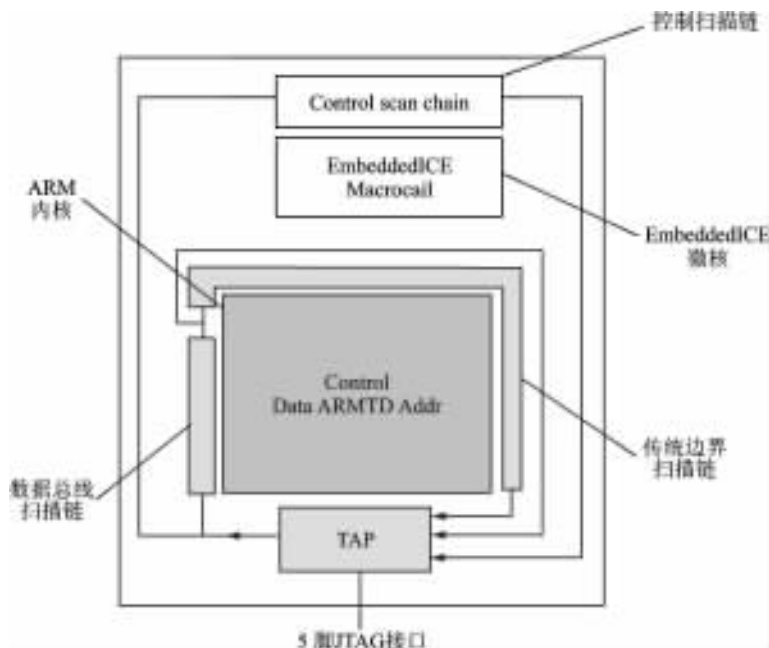 控制扫描链
Control scan chain
EmbeddedICE
Macrocail
ARM
内核
EmbeddedICE
微核
Control
Data ARMTD Addr
传统边界
扫描链
数据总线
扫描链
TAP
5 脚JTAG接口